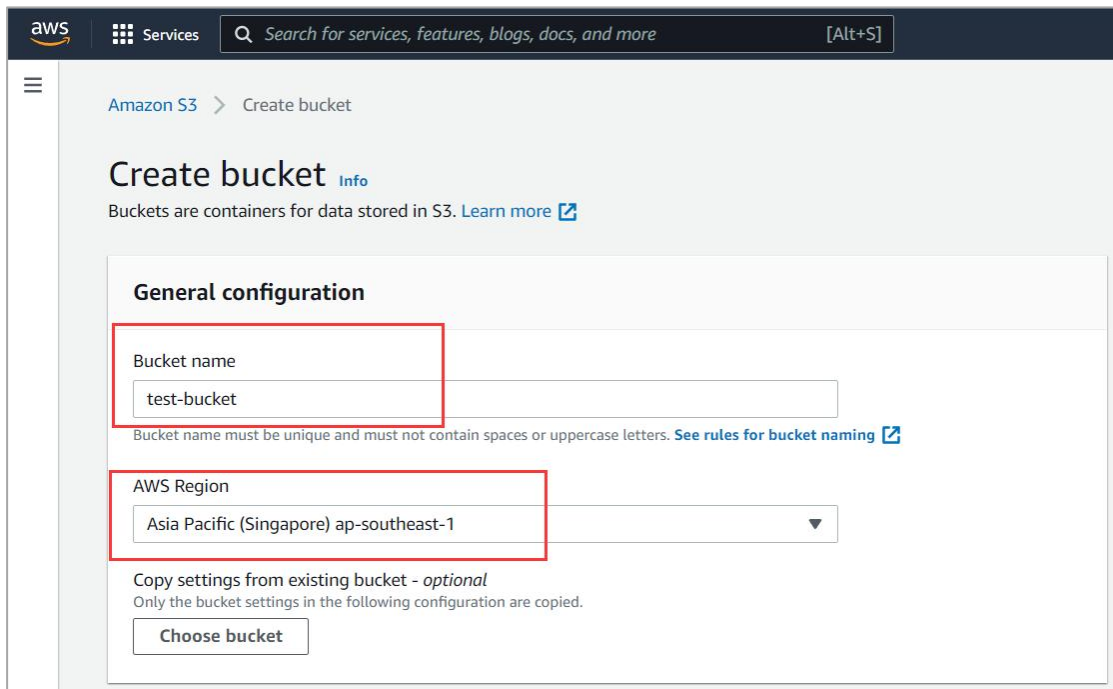 aws
Services
Search for services, features, blogs, docs, and more [Alt+S]
Amazon S3 > Create bucket
Create bucket Info
Buckets are containers for data stored in S3. Learn more
General configuration
Bucket name
test-bucket
Bucket name must be unique and must not contain spaces or uppercase letters. See rules for bucket naming
AWS Region
Asia Pacific (Singapore) ap-southeast-1
Copy settings from existing bucket - optional
Only the bucket settings in the following configuration are copied.
Choose bucket